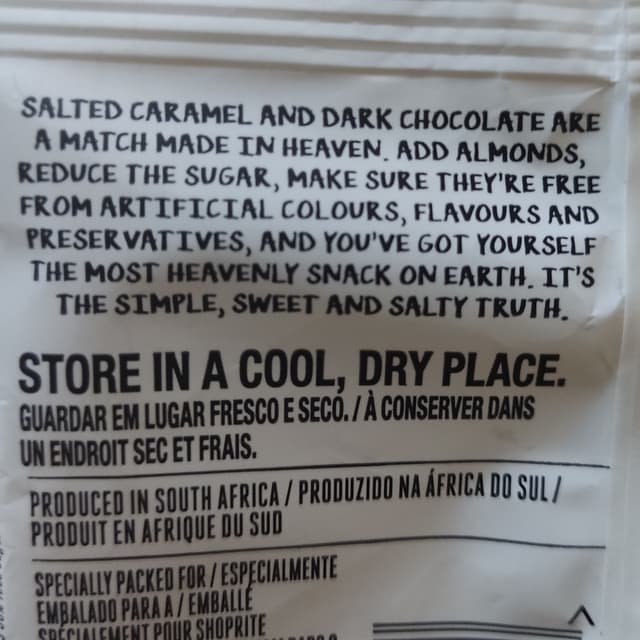 SALTED CARAMEL AND DARK CHOCOLATE ARE
A MATCH MADE IN HEAVEN. ADD ALMONDS,
REDUCE THE SUGAR, MAKE SURE THEY'RE FREE
FROM ARTIFICIAL COLOURS, FLAVOURS AND
PRESERVATIVES, AND YOU'VE GOT YOURSELF
THE MOST HEAVENLY SNACK ON EARTH. IT'S
THE SIMPLE, SWEET AND SALTY TRUTH.
STORE IN A COOL, DRY PLACE.
GUARDAR EM LUGAR FRESCO E SECO. / À CONSERVER DANS
UN ENDROIT SEC ET FRAIS.
PRODUCED IN SOUTH AFRICA / PRODUZIDO NA ÁFRICA DO SUL /
PRODUIT EN AFRIQUE DU SUD
SPECIALLY PACKED FOR / ESPECIALMENTE
EMBALADO PARA A / EMBALLÉ
SPÉCIALEMENT POUR SHOPRITE